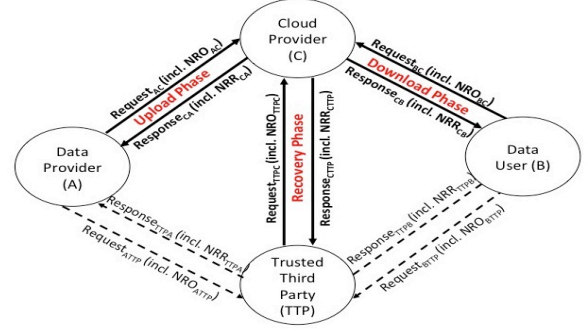 Cloud
Provider
(C)
Request_AC (incl. NRO_AC)
Upload Phase
Response_CA (incl. NRR_CA)
Request_BC (incl. NRO_BC)
Download Phase
Response_CB (incl. NRR_CB)
Data
Provider
(A)
Data
User (B)
Request_TTPC (incl. NRO_TTPC)
Recovery Phase
Response_CTTP (incl. NRR_CTTP)
Response_TTPA (incl. NRR_TTPA)
Request_ATTP (incl. NRO_ATTP)
Response_TTPB (incl. NRR_TTPB)
Request_BTTP (incl. NRO_BTTP)
Trusted
Third
Party
(TTP)